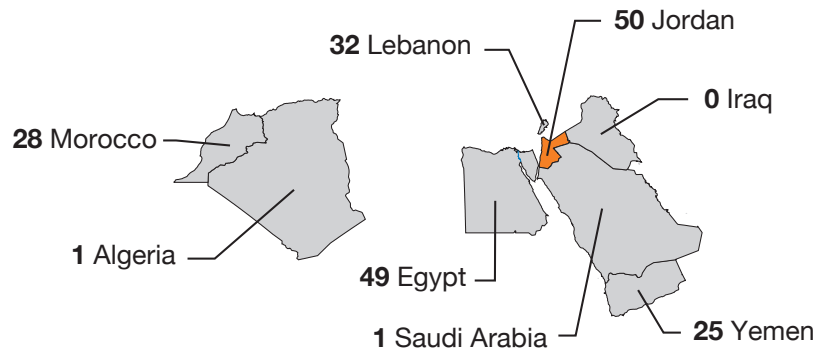 50 Jordan
32 Lebanon
0 Iraq
28 Morocco
1 Algeria
49 Egypt
1 Saudi Arabia
25 Yemen